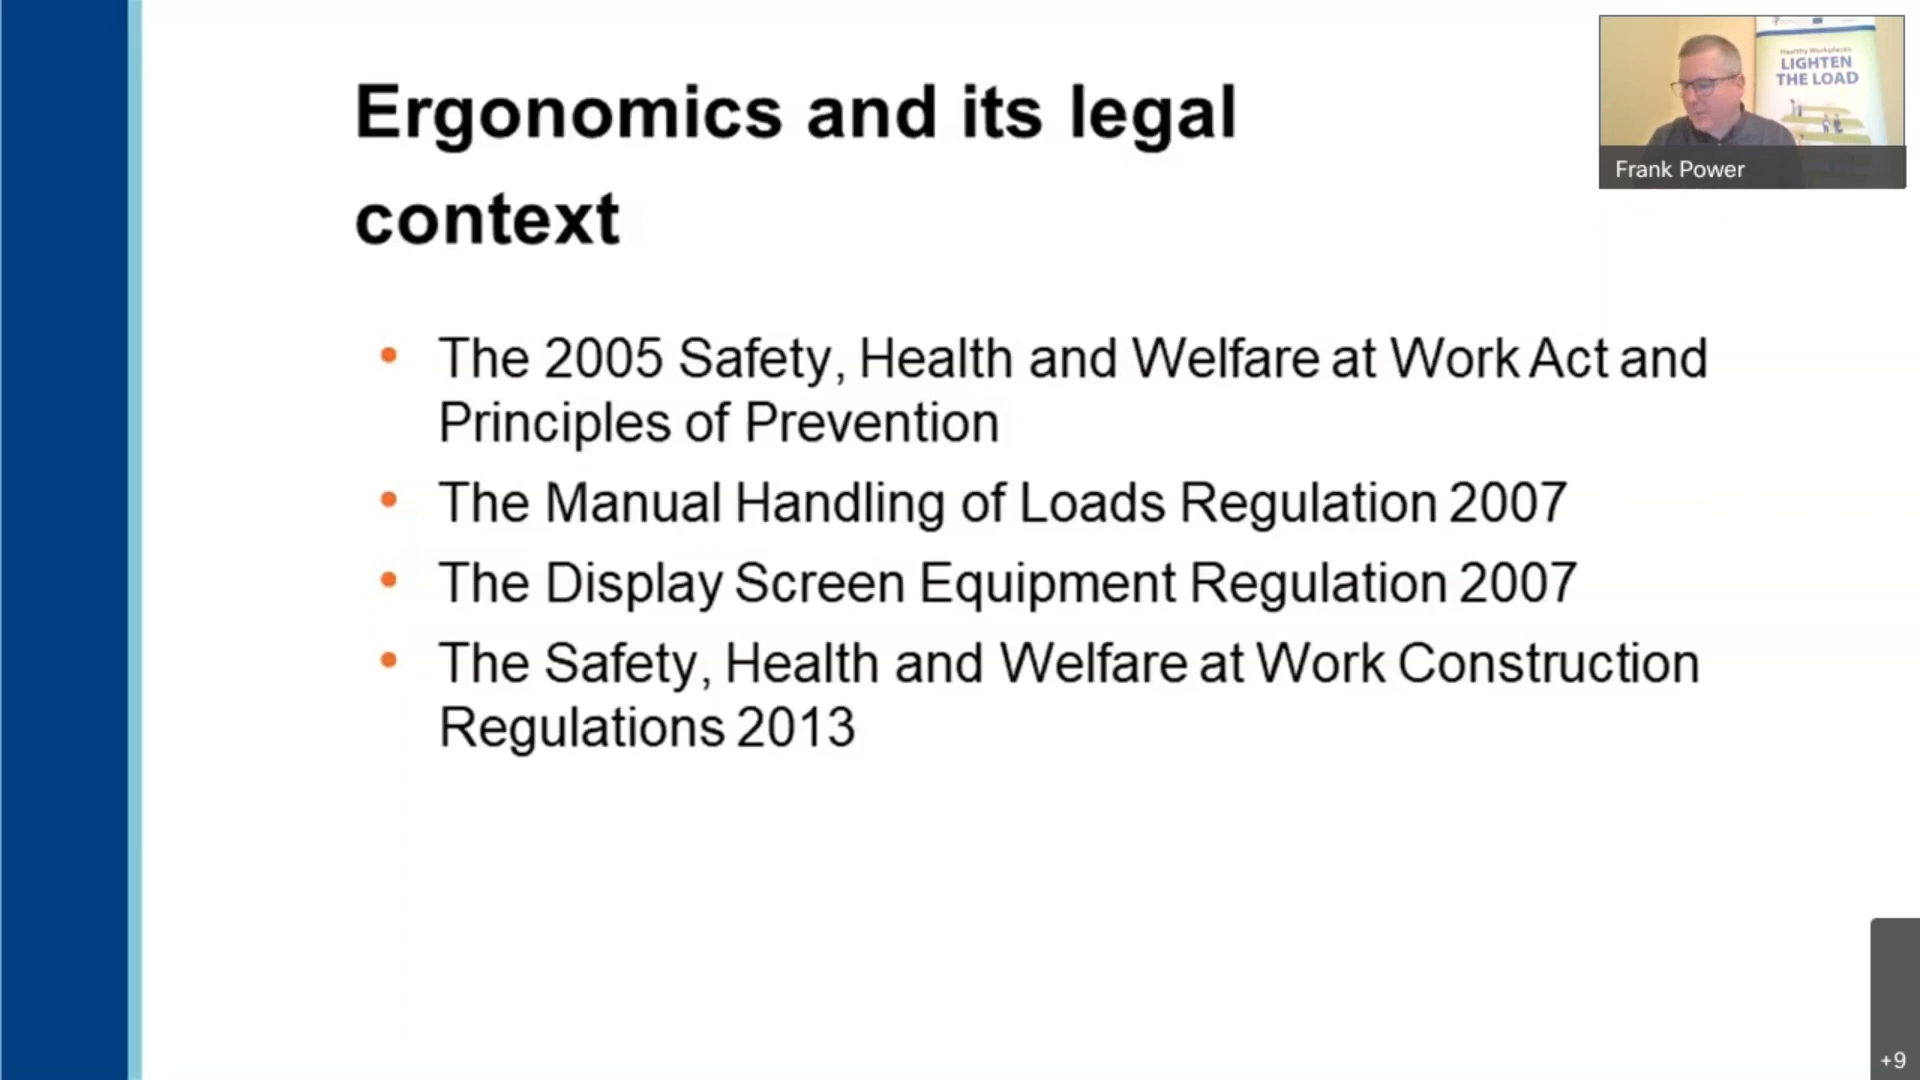 Ergonomics and its legal
context
The 2005 Safety, Health and Welfare at Work Act and
Principles of Prevention
The Manual Handling of Loads Regulation 2007
The Display Screen Equipment Regulation 2007
The Safety, Health and Welfare at Work Construction
Regulations 2013
Healthy Workplaces
LIGHTEN
THE LOAD
Frank Power
+9